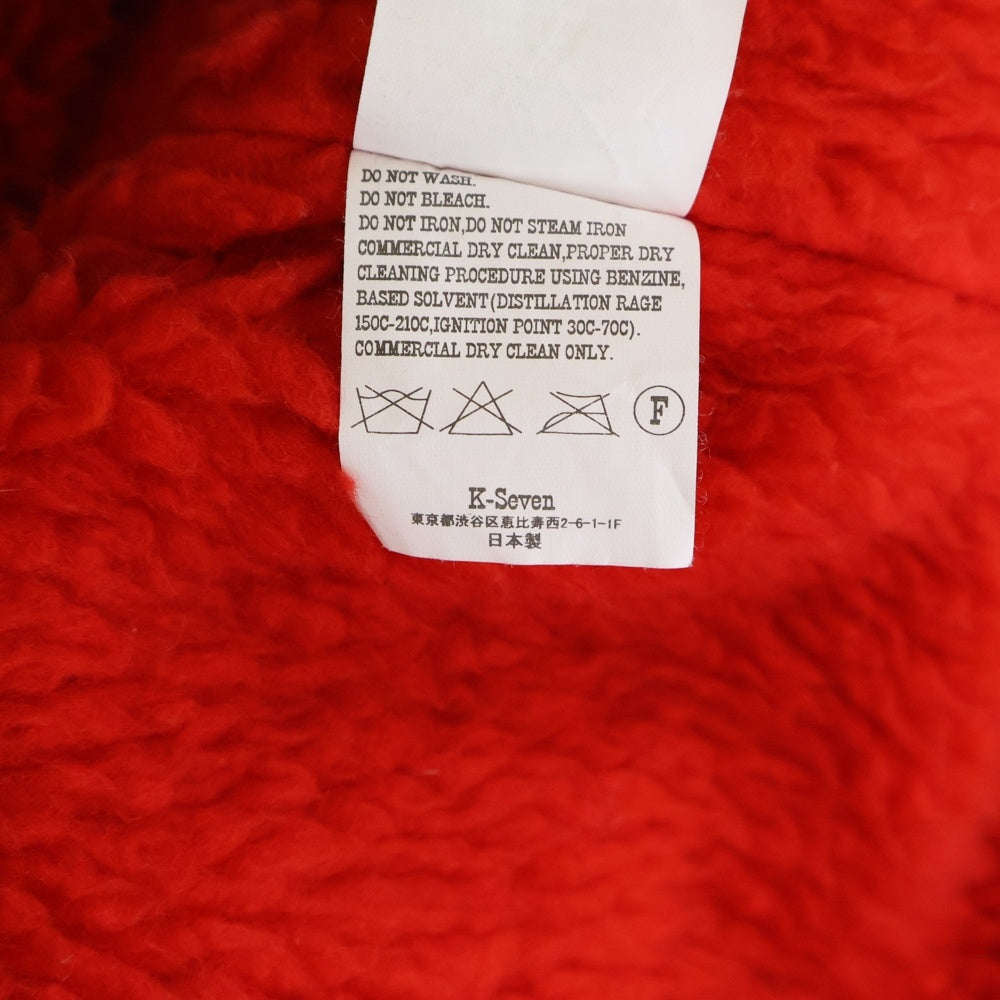 DO NOT WASH.
DO NOT BLEACH.
DO NOT IRON,DO NOT STEAM IRON
COMMERCIAL DRY CLEAN,PROPER DRY
CLEANING PROCEDURE USING BENZINE,
BASED SOLVENT(DISTILLATION RAGE
150C-210C,IGNITION POINT 30C-70C).
COMMERCIAL DRY CLEAN ONLY.
F
K-Seven
東京都渋谷区恵比寿西2-6-1-1F
日本製